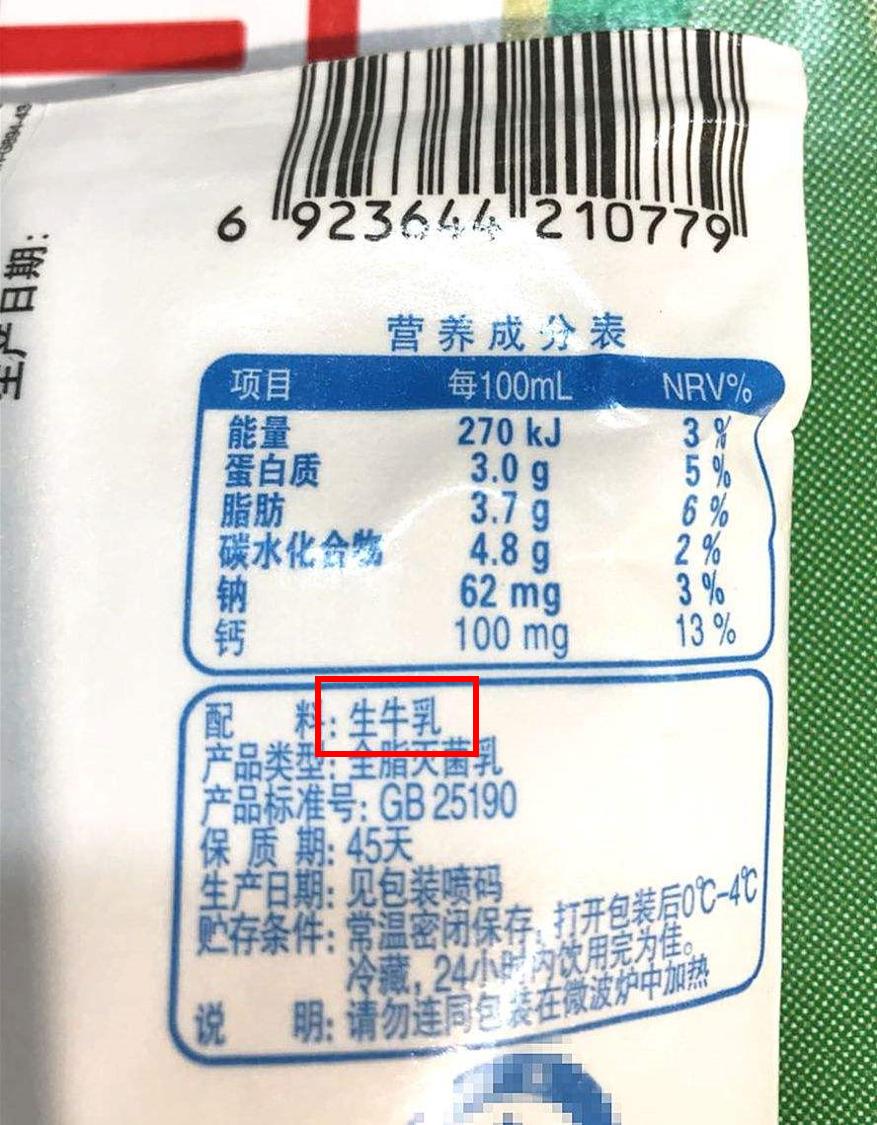 生产日期:
6 923644 210779
营养成分表
项目 每100mL NRV%
能量 270 kJ 3 %
蛋白质 3.0 g 5 %
脂肪 3.7 g 6 %
碳水化合物 4.8 g 2 %
钠 62 mg 3 %
钙 100 mg 13 %
配 料: 生牛乳
产品类型: 全脂灭菌乳
产品标准号: GB 25190
保 质 期: 45天
生产日期: 见包装喷码
贮存条件: 常温密闭保存, 打开包装后0℃-4℃
冷藏, 24小时内饮用完为佳。
说 明: 请勿连同包装在微波炉中加热